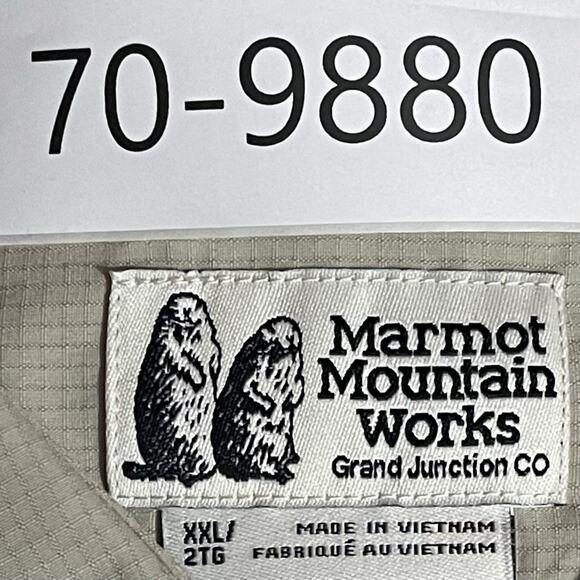 70-9880
Marmot
Mountain
Works
Grand Junction CO
XXL/
2TG
MADE IN VIETNAM
FABRIQUÉ AU VIETNAM